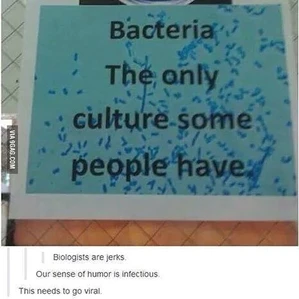 Bacteria
The only
culture some
people have.
VIA 9GAG.COM
Biologists are jerks.
Our sense of humor is infectious.
This needs to go viral.